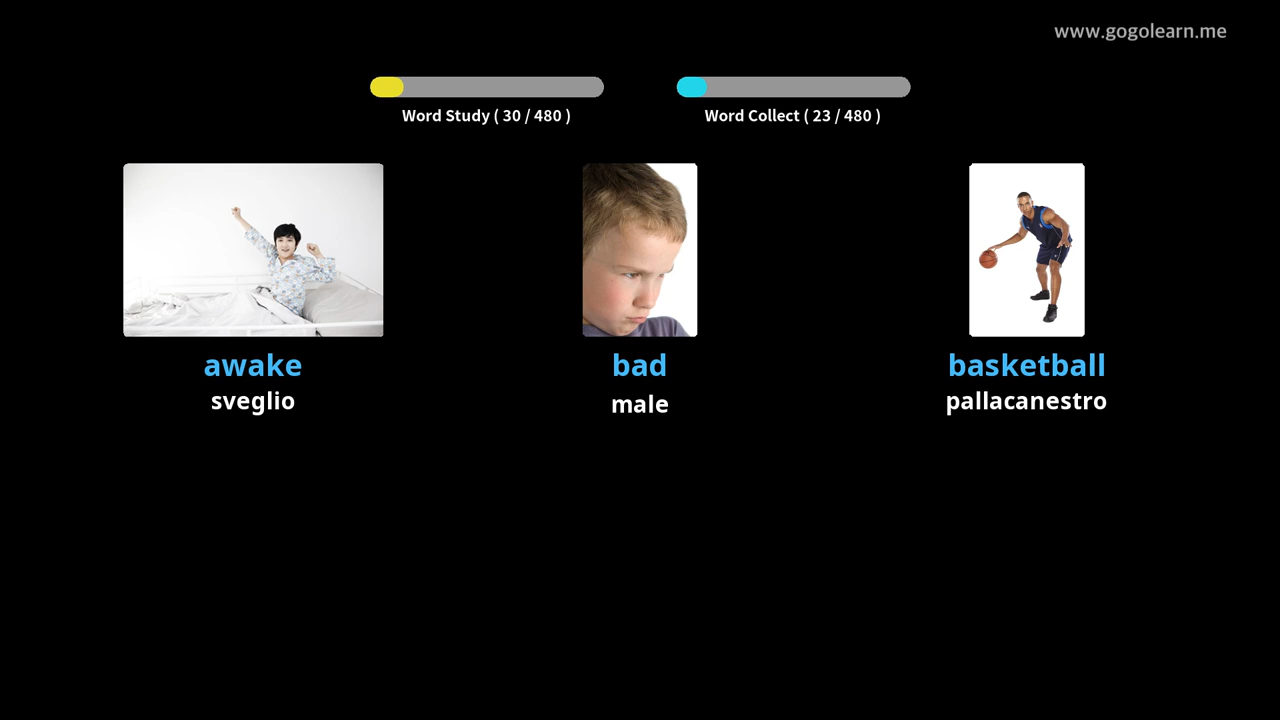 www.gogolearn.me
Word Study ( 30 / 480 )
Word Collect ( 23 / 480 )
awake
sveglio
bad
male
basketball
pallacanestro